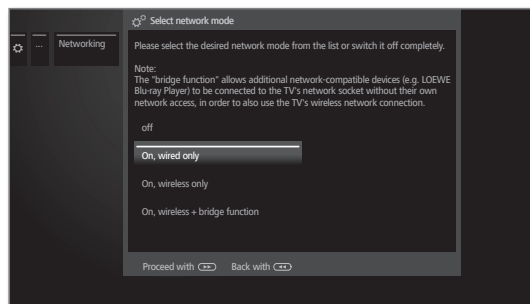 Select network mode
... Networking
Please select the desired network mode from the list or switch it off completely.
Note:
The "bridge function" allows additional network-compatible devices (e.g. LOEWE
Blu-ray Player) to be connected to the TV's network socket without their own
network access, in order to also use the TV's wireless network connection.
off
On, wired only
On, wireless only
On, wireless + bridge function
Proceed with Back with